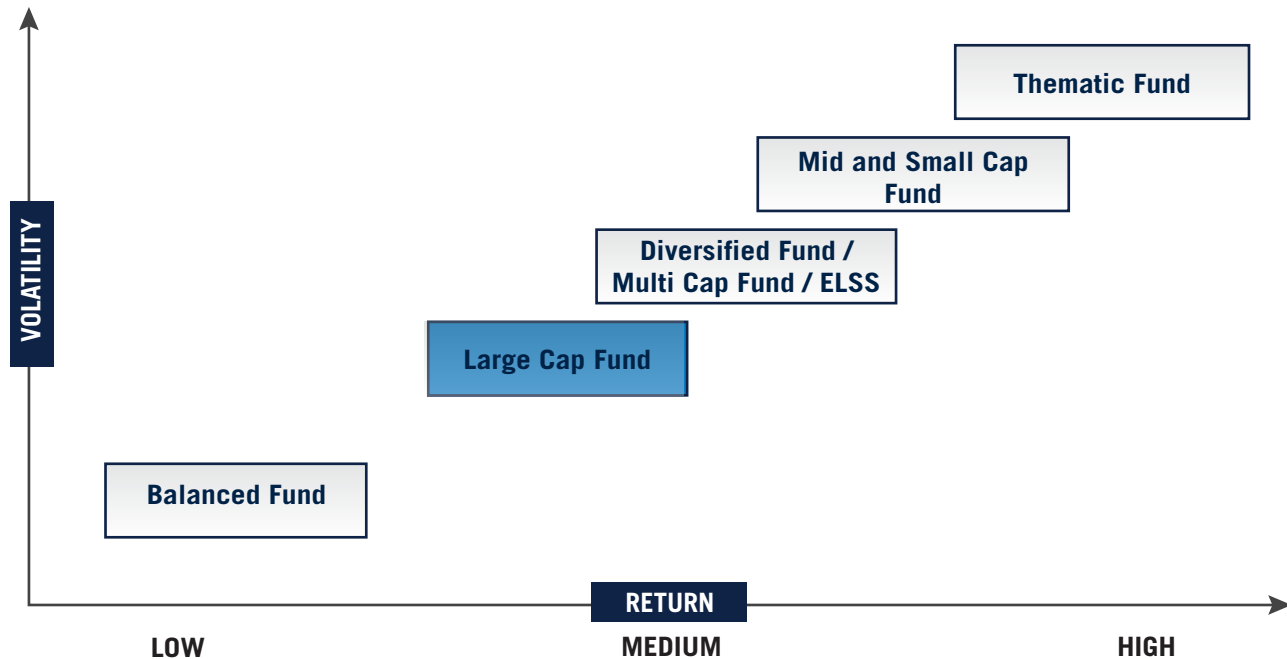 Thematic Fund
Mid and Small Cap
Fund
Diversified Fund /
Multi Cap Fund / ELSS
VOLATILITY
Large Cap Fund
Balanced Fund
RETURN
LOW
MEDIUM
HIGH